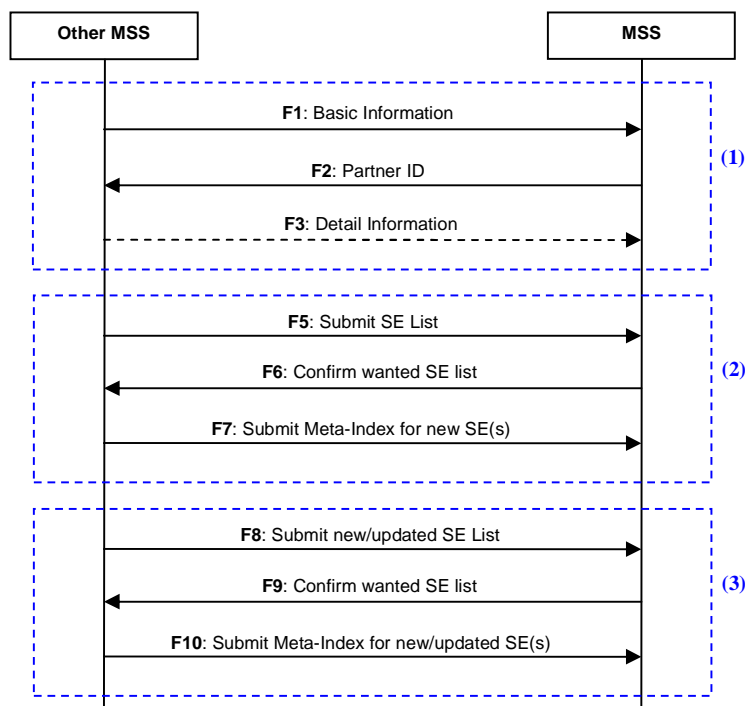 Other MSS
MSS
F1: Basic Information
(1)
F2: Partner ID
F3: Detail Information
F5: Submit SE List
F6: Confirm wanted SE list
(2)
F7: Submit Meta-Index for new SE(s)
F8: Submit new/updated SE List
F9: Confirm wanted SE list
(3)
F10: Submit Meta-Index for new/updated SE(s)